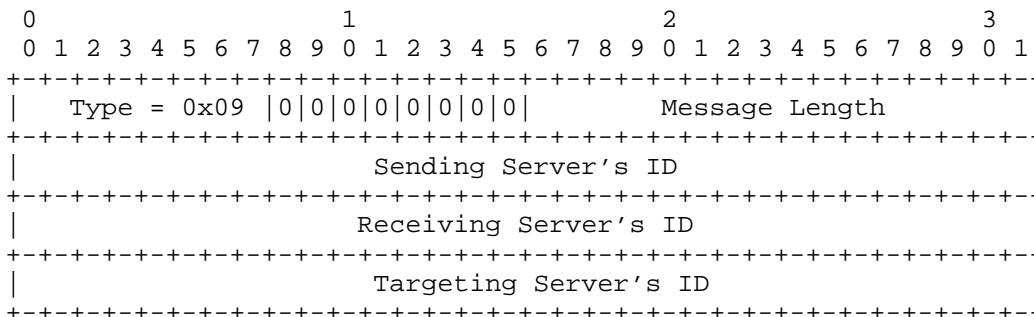 0                   1                   2                   3
 0 1 2 3 4 5 6 7 8 9 0 1 2 3 4 5 6 7 8 9 0 1 2 3 4 5 6 7 8 9 0 1
+-+-+-+-+-+-+-+-+-+-+-+-+-+-+-+-+-+-+-+-+-+-+-+-+-+-+-+-+-+-+-+-
|   Type = 0x09 |0|0|0|0|0|0|0|0|        Message Length
+-+-+-+-+-+-+-+-+-+-+-+-+-+-+-+-+-+-+-+-+-+-+-+-+-+-+-+-+-+-+-+-
|                      Sending Server’s ID
+-+-+-+-+-+-+-+-+-+-+-+-+-+-+-+-+-+-+-+-+-+-+-+-+-+-+-+-+-+-+-+-
|                     Receiving Server’s ID
+-+-+-+-+-+-+-+-+-+-+-+-+-+-+-+-+-+-+-+-+-+-+-+-+-+-+-+-+-+-+-+-
|                      Targeting Server’s ID
+-+-+-+-+-+-+-+-+-+-+-+-+-+-+-+-+-+-+-+-+-+-+-+-+-+-+-+-+-+-+-+-